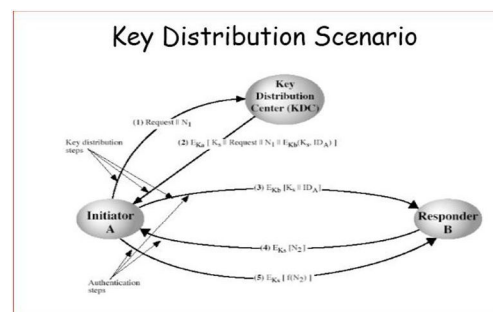 Key Distribution Scenario
Key
Distribution
Center (KDC)
(1) Request || N1
(2) EKa [ Ks || Request || N1 || EKb(Ks, IDA) ]
Key distribution
steps
(3) EKb [Ks || IDA]
Initiator
A
Responder
B
(4) EKs [N2]
(5) EKs [ f(N2) ]
Authentication
steps